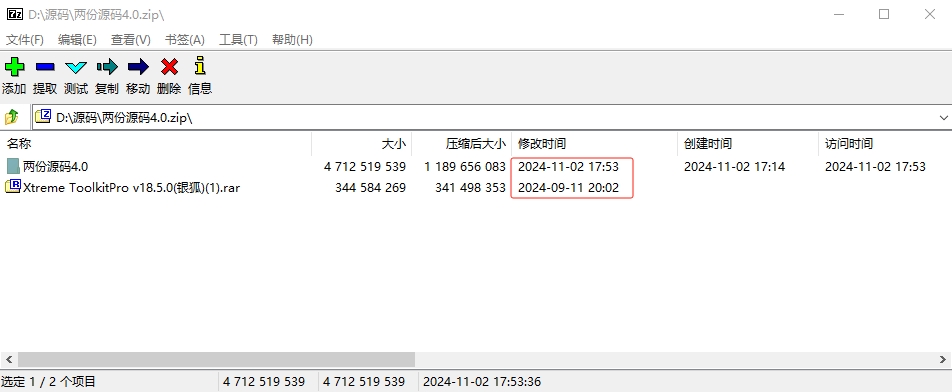 D:\源码\两份源码4.0.zip\
文件(F) 编辑(E) 查看(V) 书签(A) 工具(T) 帮助(H)
添加 提取 测试 复制 移动 删除 信息
D:\源码\两份源码4.0.zip\
名称 大小 压缩后大小 修改时间 创建时间 访问时间
两份源码4.0 4 712 519 539 1 189 656 083 2024-11-02 17:53 2024-11-02 17:14 2024-11-02 17:53
Xtreme ToolkitPro v18.5.0(银狐)(1).rar 344 584 269 341 498 353 2024-09-11 20:02
选定 1 / 2 个项目 4 712 519 539 4 712 519 539 2024-11-02 17:53:36